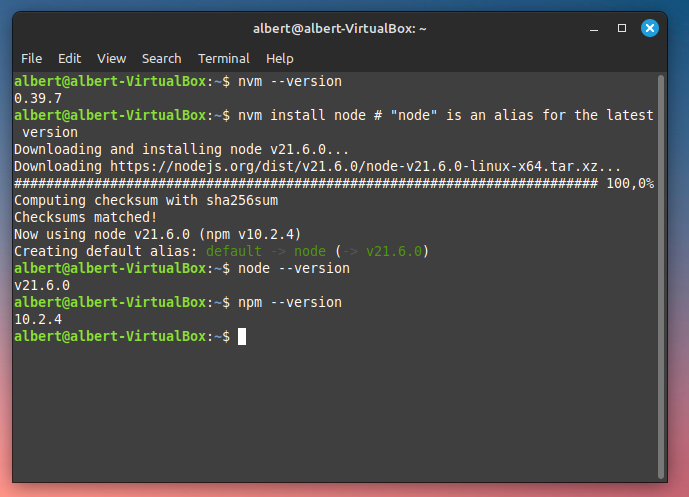 albert@albert-VirtualBox: ~
File Edit View Search Terminal Help
albert@albert-VirtualBox:~$ nvm --version
0.39.7
albert@albert-VirtualBox:~$ nvm install node # "node" is an alias for the latest
 version
Downloading and installing node v21.6.0...
Downloading https://nodejs.org/dist/v21.6.0/node-v21.6.0-linux-x64.tar.xz...
######################################################################### 100,0%
Computing checksum with sha256sum
Checksums matched!
Now using node v21.6.0 (npm v10.2.4)
Creating default alias: default -> node (-> v21.6.0)
albert@albert-VirtualBox:~$ node --version
v21.6.0
albert@albert-VirtualBox:~$ npm --version
10.2.4
albert@albert-VirtualBox:~$